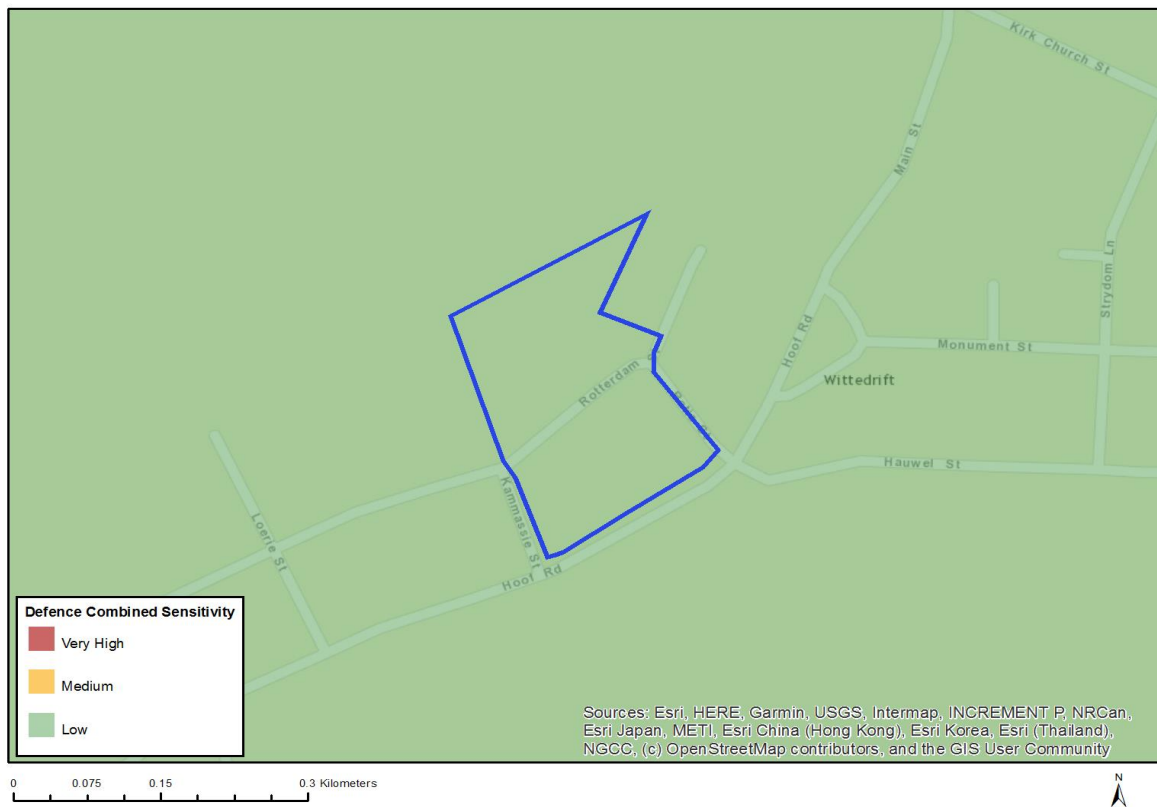 Kirk Church St
Main St
Strydom Ln
Hoof Rd
Monument St
Wittedrift
Rotterdam St
Hauwel St
Kammassie St
Loerie St
Hoof Rd
Defence Combined Sensitivity
Very High
Medium
Low
Sources: Esri, HERE, Garmin, USGS, Intermap, INCREMENT P, NRCan,
Esri Japan, METI, Esri China (Hong Kong), Esri Korea, Esri (Thailand),
NGCC, (c) OpenStreetMap contributors, and the GIS User Community
0 0.075 0.15 0.3 Kilometers
N